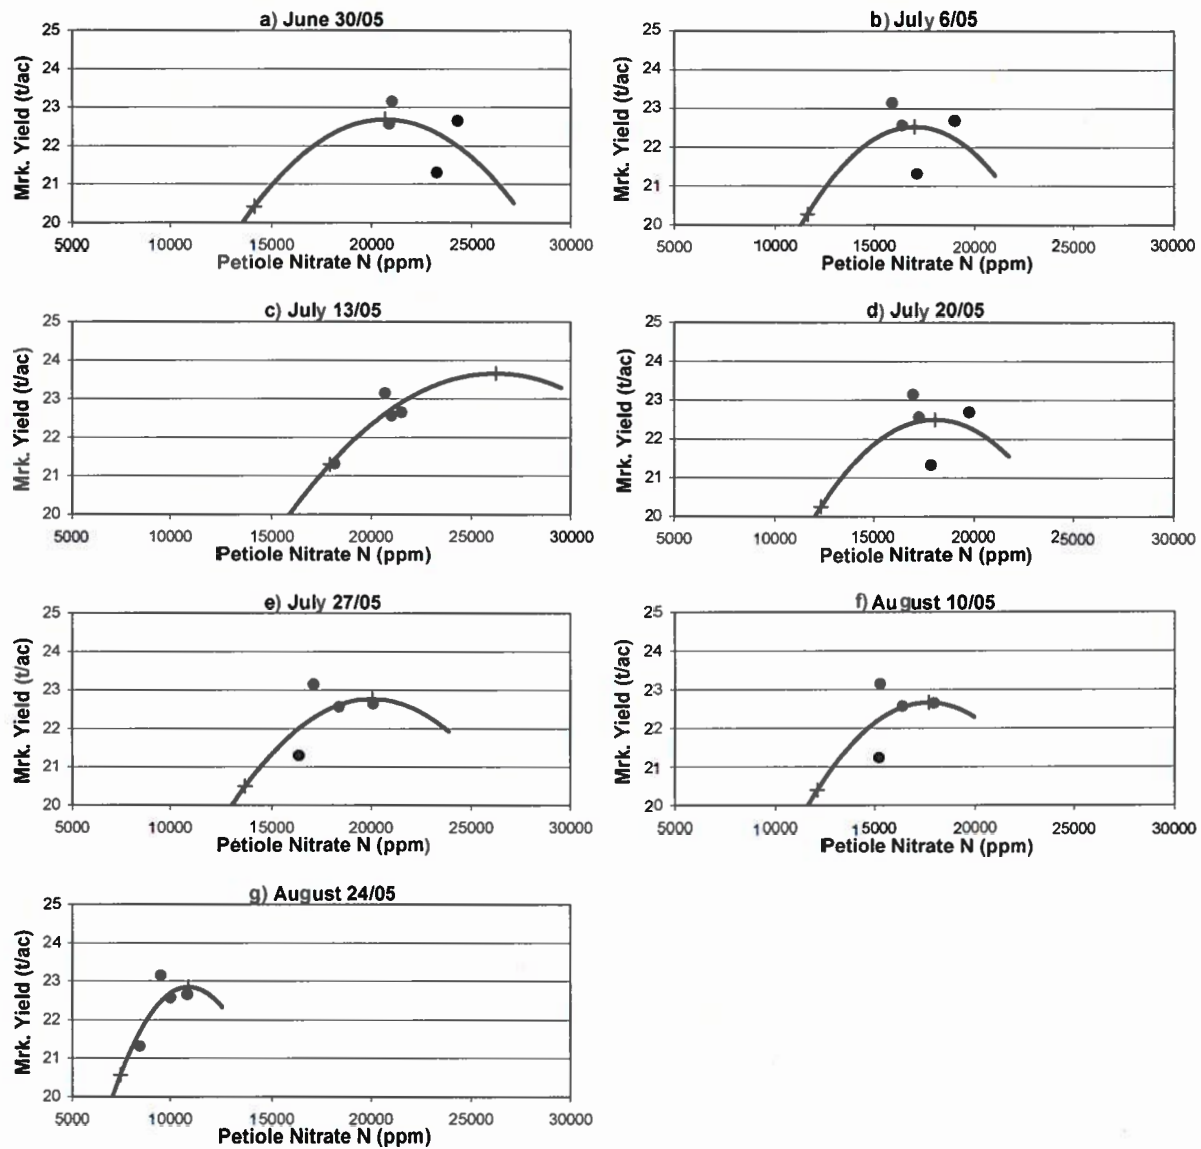 a) June 30/05
25
24
23
22
21
20
Mrk. Yield (t/ac)
5000 10000 15000 20000 25000 30000
Petiole Nitrate N (ppm)
b) July 6/05
25
24
23
22
21
20
Mrk. Yield (t/ac)
5000 10000 15000 20000 25000 30000
Petiole Nitrate N (ppm)
c) July 13/05
25
24
23
22
21
20
Mrk. Yield (t/ac)
5000 10000 15000 20000 25000 30000
Petiole Nitrate N (ppm)
d) July 20/05
25
24
23
22
21
20
Mrk. Yield (t/ac)
5000 10000 15000 20000 25000 30000
Petiole Nitrate N (ppm)
e) July 27/05
25
24
23
22
21
20
Mrk. Yield (t/ac)
5000 10000 15000 20000 25000 30000
Petiole Nitrate N (ppm)
f) August 10/05
25
24
23
22
21
20
Mrk. Yield (t/ac)
5000 10000 15000 20000 25000 30000
Petiole Nitrate N (ppm)
g) August 24/05
25
24
23
22
21
20
Mrk. Yield (t/ac)
5000 10000 15000 20000 25000 30000
Petiole Nitrate N (ppm)